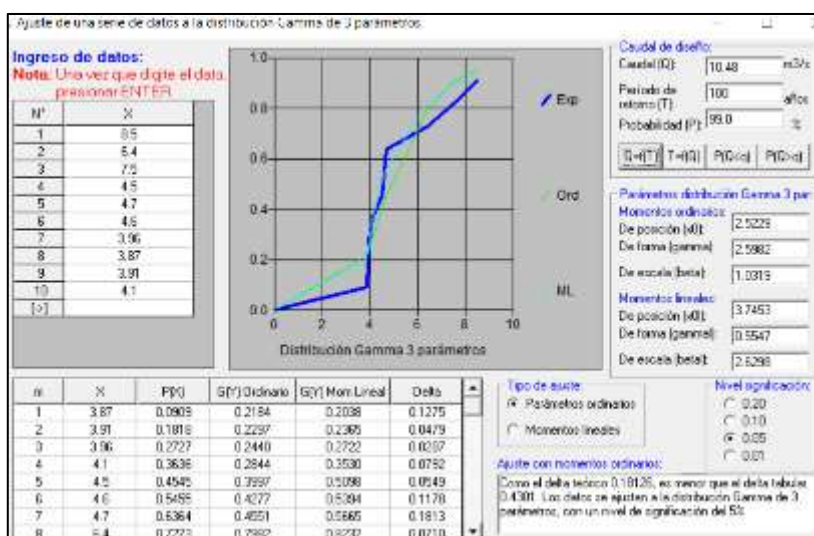 Ajuste de una serie de datos a la distribución Gamma de 3 parámetros
Ingreso de datos:
Nota: Una vez que digite el dato, presionar ENTER
N° X
1 8.5
2 6.4
3 7.5
4 4.5
5 4.7
6 4.6
7 3.96
8 3.87
9 3.91
10 4.1
1.0
0.8
0.6
0.4
0.2
0.0
0 2 4 6 8 10
Exp
Ord
ML
Distribución Gamma 3 parámetros
Caudal de diseño:
Caudal (Q): 10.48 m3/s
Período de retorno (T): 100 años
Probabilidad (P): 99.0 %
Q=f(T) T=f(Q) P(Q<q) P(Q>q)
Parámetros distribución Gamma 3 par
Momentos ordinarios:
De posición (x0): 2.5229
De forma (gamma): 2.5982
De escala (beta): 1.0319
Momentos lineales:
De posición (x0): 3.7453
De forma (gamma): 0.5547
De escala (beta): 2.6298
m X P(X) G(Y) Ordinario G(Y) Mom Lineal Delta
1 3.87 0.0909 0.2184 0.2038 0.1275
2 3.91 0.1818 0.2297 0.2365 0.0479
3 3.96 0.2727 0.2440 0.2722 0.0287
4 4.1 0.3636 0.2844 0.3530 0.0792
5 4.5 0.4545 0.3997 0.5098 0.0549
6 4.6 0.5455 0.4277 0.5394 0.1178
7 4.7 0.6364 0.4551 0.5665 0.1813
8 6.4 0.7273
Tipo de ajuste:
Parámetros ordinarios
Momentos lineales
Nivel significación:
0.20
0.10
0.05
0.01
Ajuste con momentos ordinarios:
Como el delta teórico 0.18126, es menor que el delta tabular
0.4301. Los datos se ajustan a la distribución Gamma de 3
parámetros, con un nivel de significación del 5%